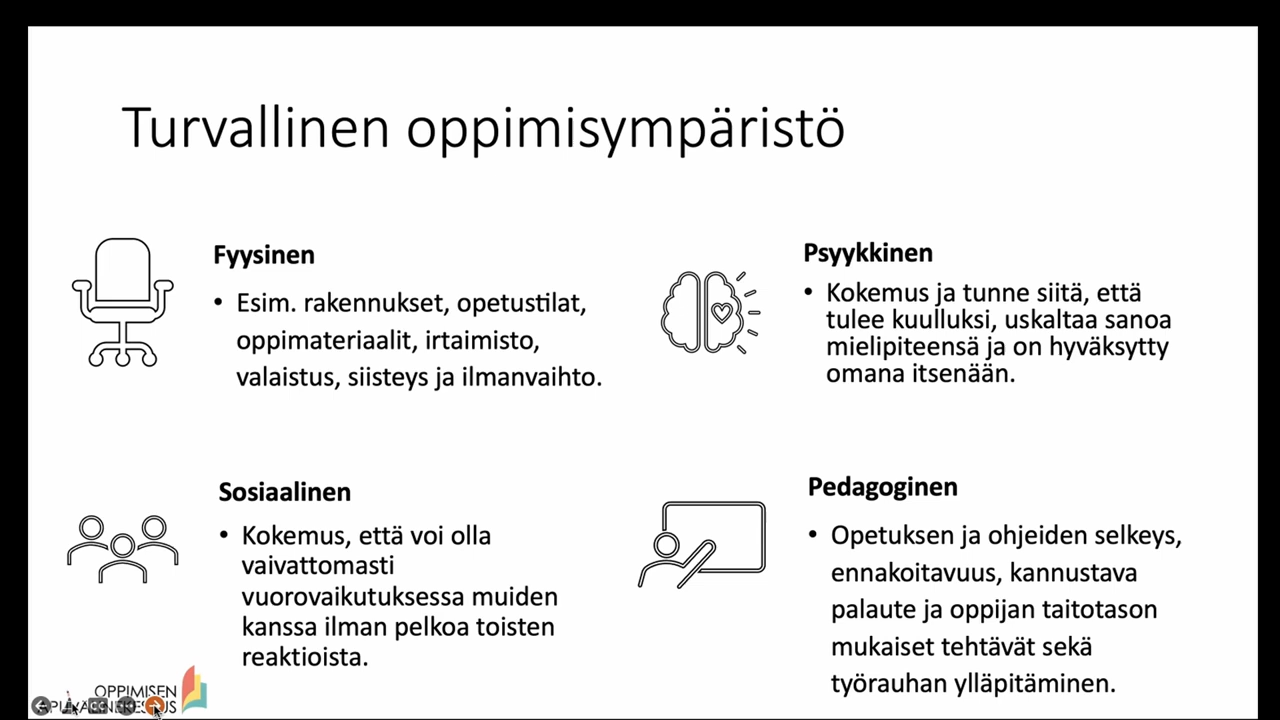 Turvallinen oppimisympäristö
Fyysinen
• Esim. rakennukset, opetustilat,
oppimateriaalit, irtaimisto,
valaistus, siisteys ja ilmanvaihto.
Psyykkinen
• Kokemus ja tunne siitä, että
tulee kuulluksi, uskaltaa sanoa
mielipiteensä ja on hyväksytty
omana itsenään.
Sosiaalinen
• Kokemus, että voi olla
vaivattomasti
vuorovaikutuksessa muiden
kanssa ilman pelkoa toisten
reaktioista.
Pedagoginen
• Opetuksen ja ohjeiden selkeys,
ennakoitavuus, kannustava
palaute ja oppijan taitotason
mukaiset tehtävät sekä
työrauhan ylläpitäminen.
OPPIMISEN